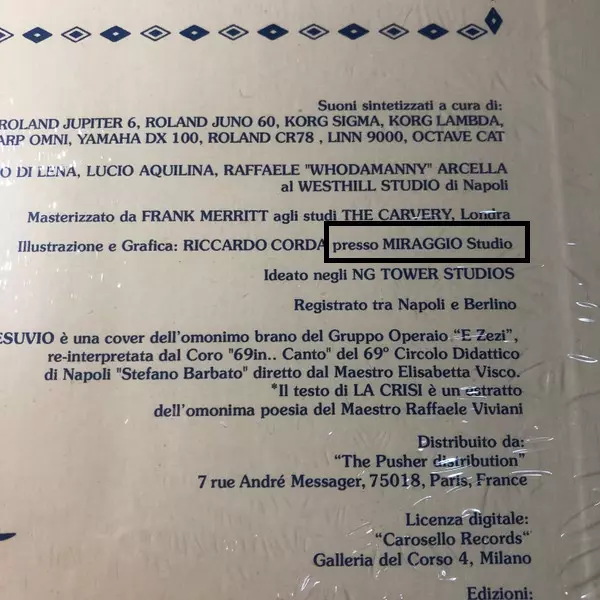 Suoni sintetizzati a cura di:
ROLAND JUPITER 6, ROLAND JUNO 60, KORG SIGMA, KORG LAMBDA,
ARP OMNI, YAMAHA DX 100, ROLAND CR78 , LINN 9000, OCTAVE CAT
DI LENA, LUCIO AQUILINA, RAFFAELE "WHODAMANNY" ARCELLA
al WESTHILL STUDIO di Napoli
Masterizzato da FRANK MERRITT agli studi THE CARVERY, Londra
Illustrazione e Grafica: RICCARDO CORDA presso MIRAGGIO Studio
Ideato negli NG TOWER STUDIOS
Registrato tra Napoli e Berlino
ESUVIO è una cover dell'omonimo brano del Gruppo Operaio "E Zezi",
re-interpretata dal Coro "69in.. Canto" del 69° Circolo Didattico
di Napoli "Stefano Barbato" diretto dal Maestro Elisabetta Visco.
*Il testo di LA CRISI è un estratto
dell'omonima poesia del Maestro Raffaele Viviani
Distribuito da:
"The Pusher distribution"
7 rue André Messager, 75018, Paris, France
Licenza digitale:
"Carosello Records"
Galleria del Corso 4, Milano
Edizioni: